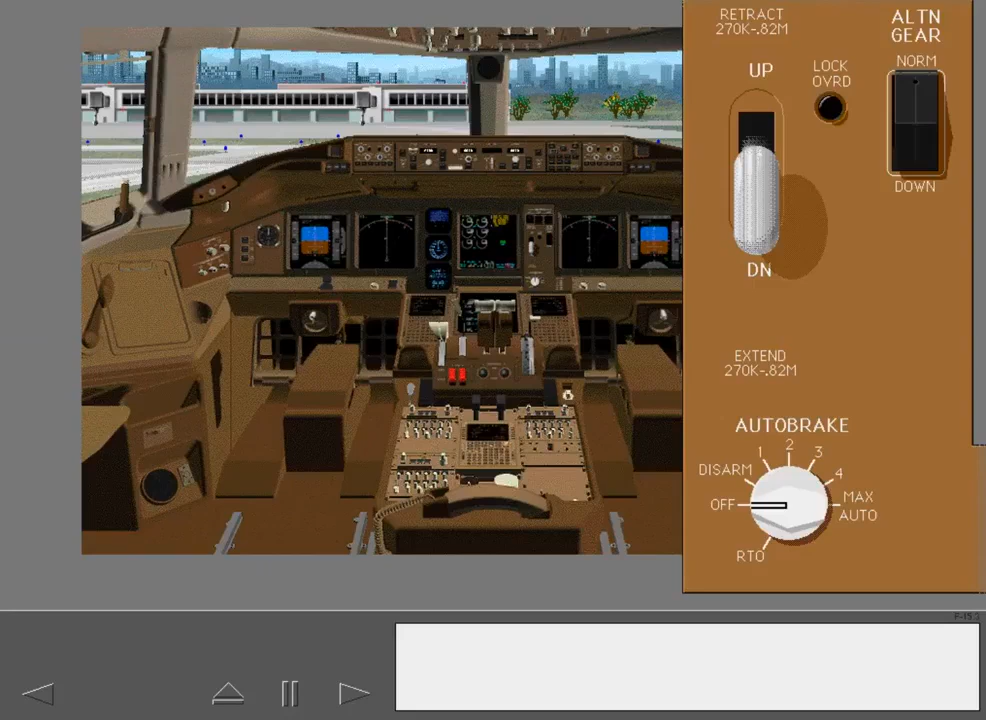 RETRACT
270K-.82M
ALTN
GEAR
UP
LOCK
OVRD
NORM
DOWN
DN
EXTEND
270K-.82M
AUTOBRAKE
1
2
3
4
DISARM
OFF
MAX
AUTO
RTO